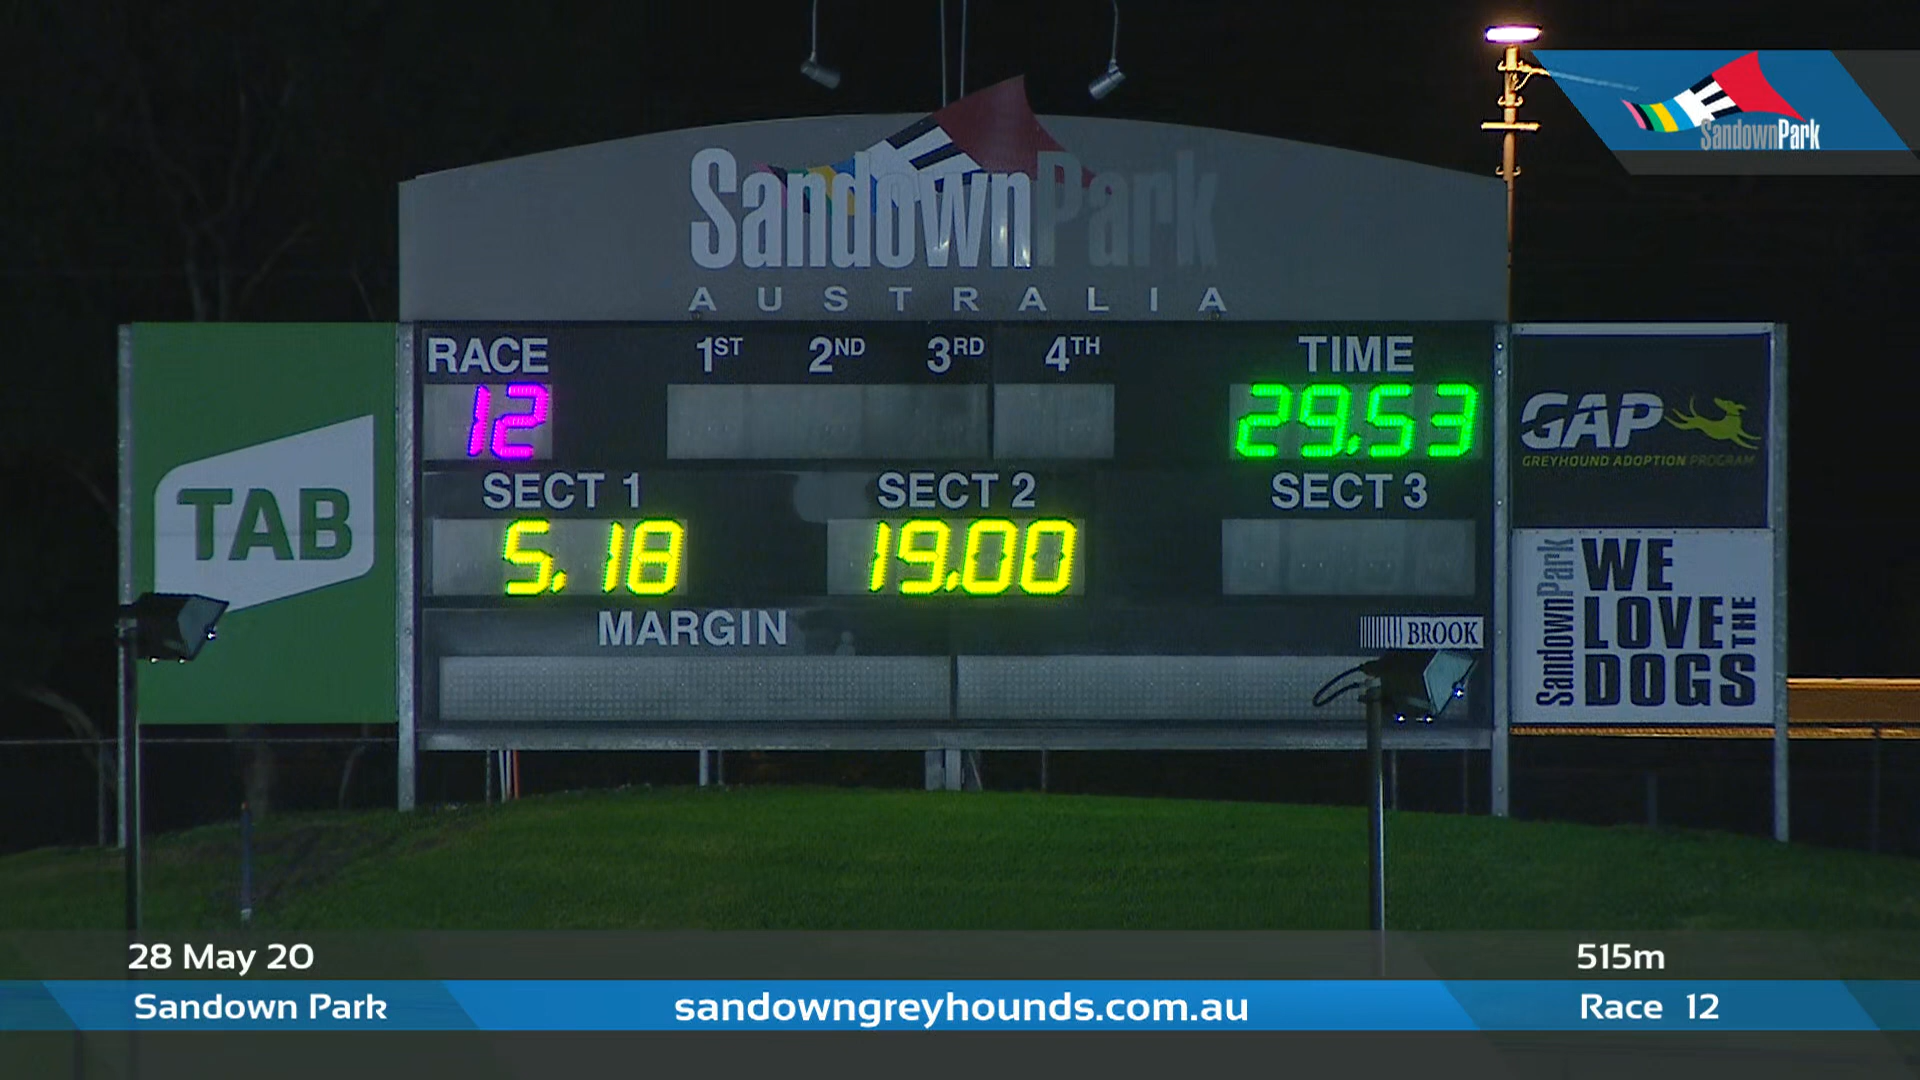 SandownPark
SandownPark
AUSTRALIA
RACE 1ST 2ND 3RD 4TH TIME
12 29.53
SECT 1 SECT 2 SECT 3
5.18 19.00
MARGIN
BROOK
TAB
GAP
GREYHOUND ADOPTION PROGRAM
SandownPark
WE
LOVE THE
DOGS
28 May 20
515m
Sandown Park
sandowngreyhounds.com.au
Race 12